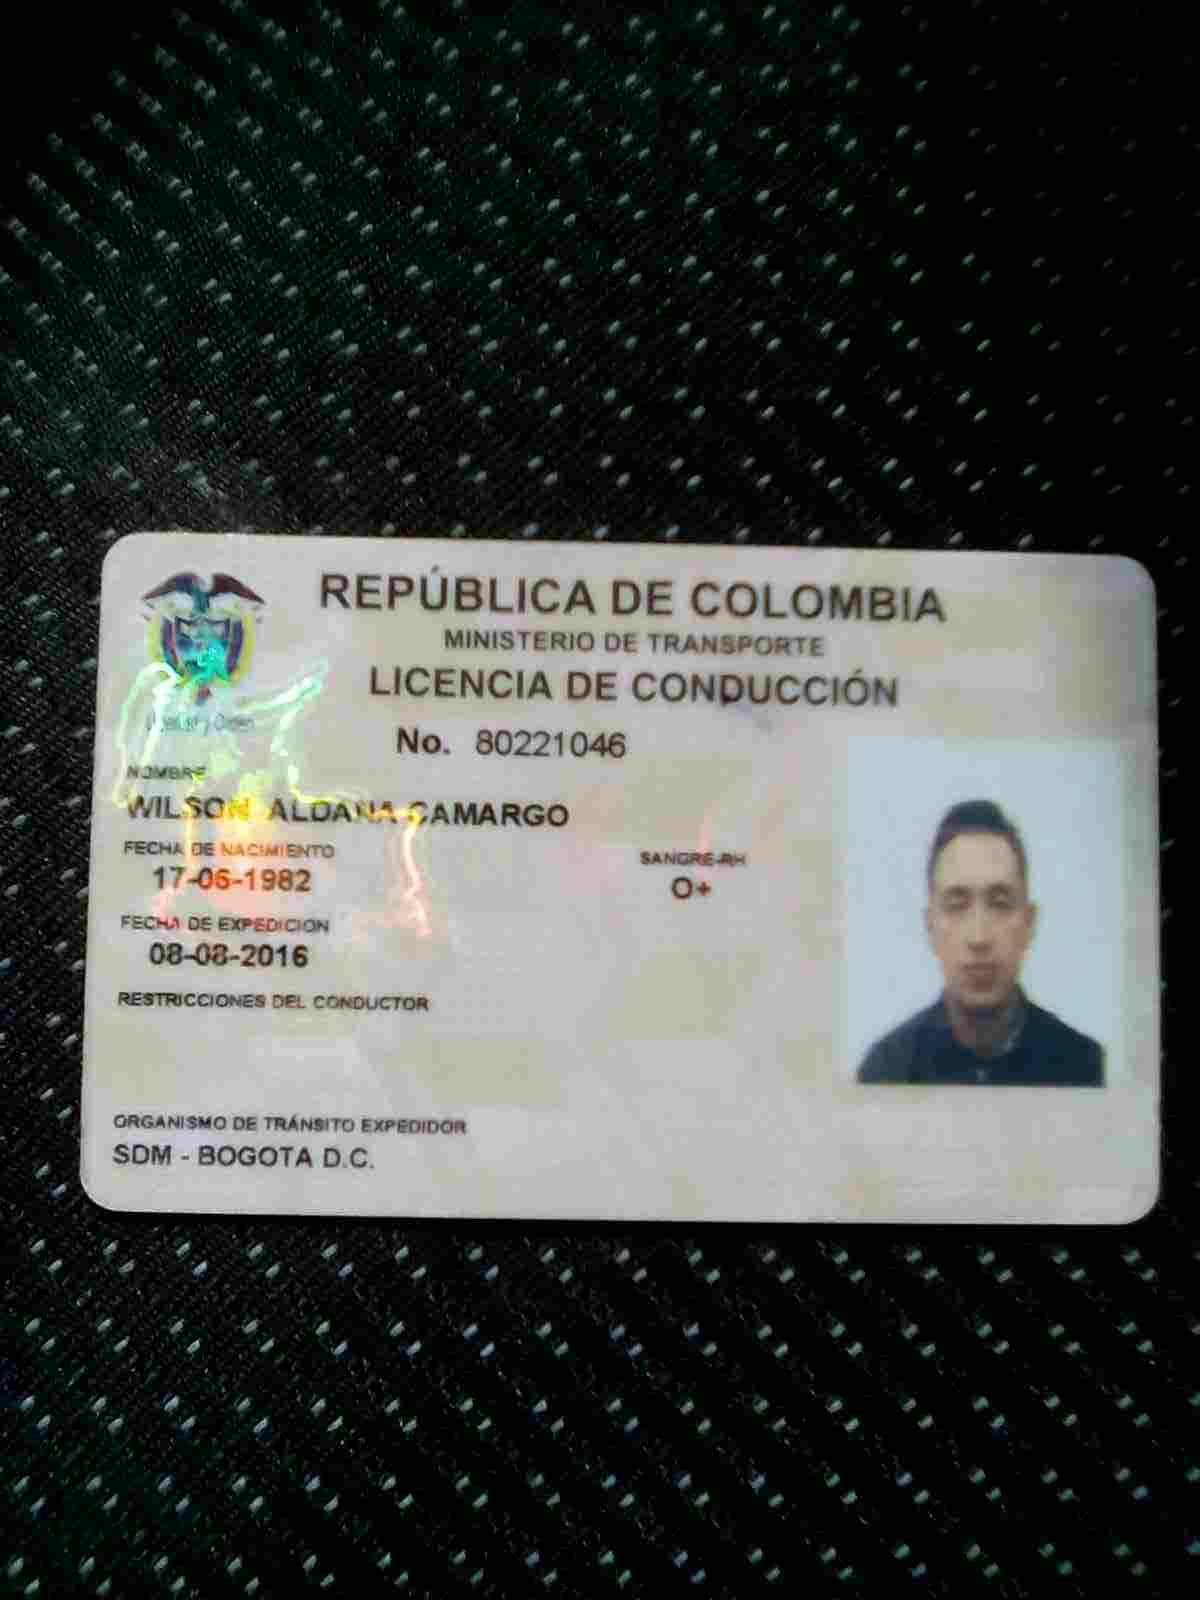 REPÚBLICA DE COLOMBIA
MINISTERIO DE TRANSPORTE
LICENCIA DE CONDUCCIÓN
No. 80221046
NOMBRE
WILSON ALDANA CAMARGO
FECHA DE NACIMIENTO
17-06-1982
SANGRE-RH
O+
FECHA DE EXPEDICION
08-08-2016
RESTRICCIONES DEL CONDUCTOR
ORGANISMO DE TRÁNSITO EXPEDIDOR
SDM - BOGOTA D.C.